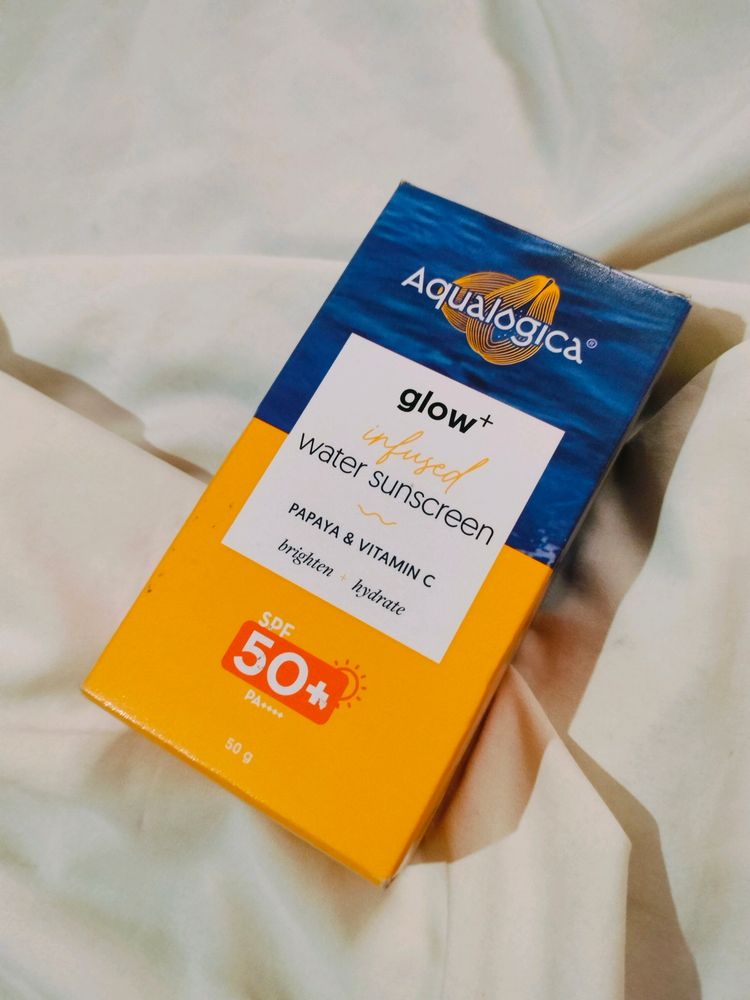 Aqualogica®
glow+
infused
water sunscreen
PAPAYA & VITAMIN C
brighten + hydrate
SPF
50+
PA++++
50 g